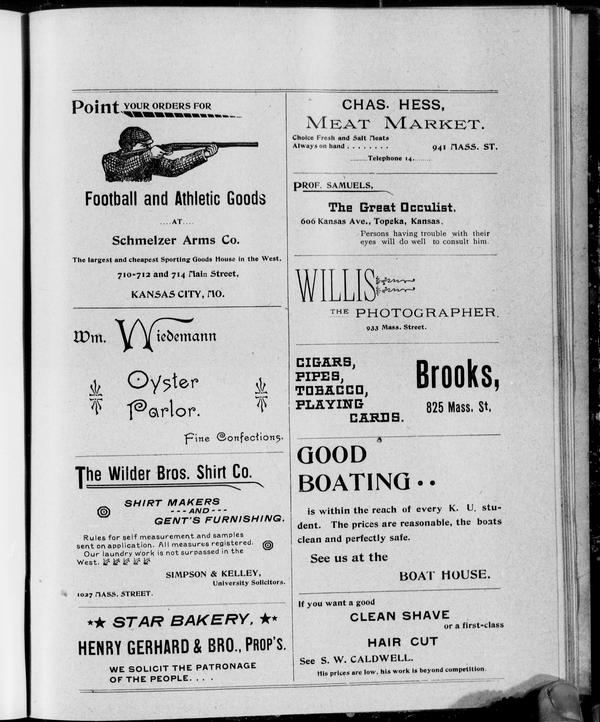 Point YOUR ORDERS FOR
Football and Athletic Goods
....AT....
Schmelzer Arms Co.
The largest and cheapest Sporting Goods House in the West.
710-712 and 714 Main Street,
KANSAS CITY, MO.
Wm. Wiedemann
Oyster
Parlor.
Fine Confections.
The Wilder Bros. Shirt Co.
SHIRT MAKERS
---AND---
GENT'S FURNISHING.
Rules for self measurement and samples
sent on application. All measures registered.
Our laundry work is not surpassed in the
West.
SIMPSON & KELLEY,
University Solicitors.
1027 MASS. STREET.
STAR BAKERY,
HENRY GERHARD & BRO., PROP'S.
WE SOLICIT THE PATRONAGE
OF THE PEOPLE. . . .
CHAS. HESS,
MEAT MARKET.
Choice Fresh and Salt Meats
Always on hand . . . . . . . . 941 MASS. ST.
........Telephone 14.........
PROF. SAMUELS,
The Great Occulist.
606 Kansas Ave., Topeka, Kansas.
Persons having trouble with their
eyes will do well to consult him.
WILLIS
THE PHOTOGRAPHER.
933 Mass. Street.
CIGARS,
PIPES,
TOBACCO,
PLAYING
CARDS.
Brooks,
825 Mass. St,
GOOD
BOATING ..
is within the reach of every K. U. stu-
dent. The prices are reasonable, the boats
clean and perfectly safe.
See us at the
BOAT HOUSE.
If you want a good
CLEAN SHAVE
or a first-class
HAIR CUT
See S. W. CALDWELL.
His prices are low, his work is beyond competition.